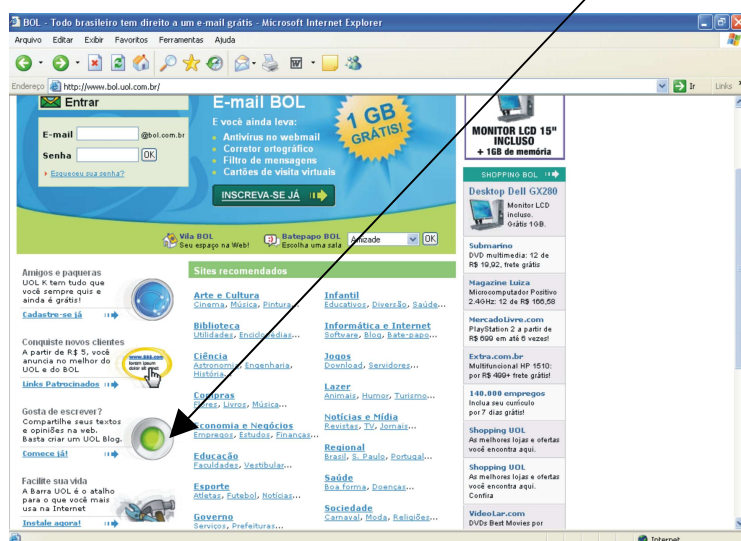 BOL - Todo brasileiro tem direito a um e-mail grátis - Microsoft Internet Explorer
Arquivo Editar Exibir Favoritos Ferramentas Ajuda
Endereço http://www.bol.uol.com.br/ Ir Links
Entrar
E-mail @bol.com.br
Senha OK
Esqueceu sua senha?
E-mail BOL
E você ainda leva:
Antivírus no webmail
Corretor ortográfico
Filtro de mensagens
Cartões de visita virtuais
1 GB
GRÁTIS!
INSCREVA-SE JÁ
Vila BOL
Seu espaço na Web!
Batepapo BOL
Escolha uma sala
Amizade OK
MONITOR LCD 15"
INCLUSO
+ 1GB de memória
SHOPPING BOL
Desktop Dell GX280
Monitor LCD
incluso.
Grátis 1GB.
Submarino
DVD multimedia: 12 de
R$ 19,92, frete grátis
Magazine Luiza
Microcomputador Positivo
2.4GHz: 12 de R$ 166,58
MercadoLivre.com
PlayStation 2 a partir de
R$ 699 em até 6 vezes!
Extra.com.br
Multifuncional HP 1510:
por R$ 499+ frete grátis!
140.000 empregos
Inclua seu currículo
por 7 dias grátis!
Shopping UOL
As melhores lojas e ofertas
você encontra aqui.
Shopping UOL
As melhores lojas e ofertas
você encontra aqui.
Confira
VideoLar.com
DVDs Best Movies por
Amigos e paqueras
UOL K tem tudo que
você sempre quis e
ainda é grátis!
Cadastre-se já
Conquiste novos clientes
A partir de R$ 5, você
anuncia no melhor do
UOL e do BOL
Links Patrocinados
www.bbb.com
lorem ipsum
dolor sit amet
Gosta de escrever?
Compartilhe seus textos
e opiniões na web.
Basta criar um UOL Blog.
Comece já!
Facilite sua vida
A Barra UOL é o atalho
para o que você mais
usa na Internet
Instale agora!
Sites recomendados
Arte e Cultura
Cinema, Música, Pintura...
Biblioteca
Utilidades, Enciclopédias...
Ciência
Astronomia, Engenharia,
História...
Compras
Flores, Livros, Música...
Economia e Negócios
Empregos, Estudos, Finanças...
Educação
Faculdades, Vestibular...
Esporte
Atletas, Futebol, Notícias...
Governo
Serviços, Prefeituras...
Infantil
Educativos, Diversão, Saúde...
Informática e Internet
Software, Blog, Bate-papo...
Jogos
Download, Servidores...
Lazer
Animais, Humor, Turismo...
Notícias e Mídia
Revistas, TV, Jornais...
Regional
Brasil, S. Paulo, Portugal...
Saúde
Boa forma, Doenças...
Sociedade
Carnaval, Moda, Religiões...
Internet